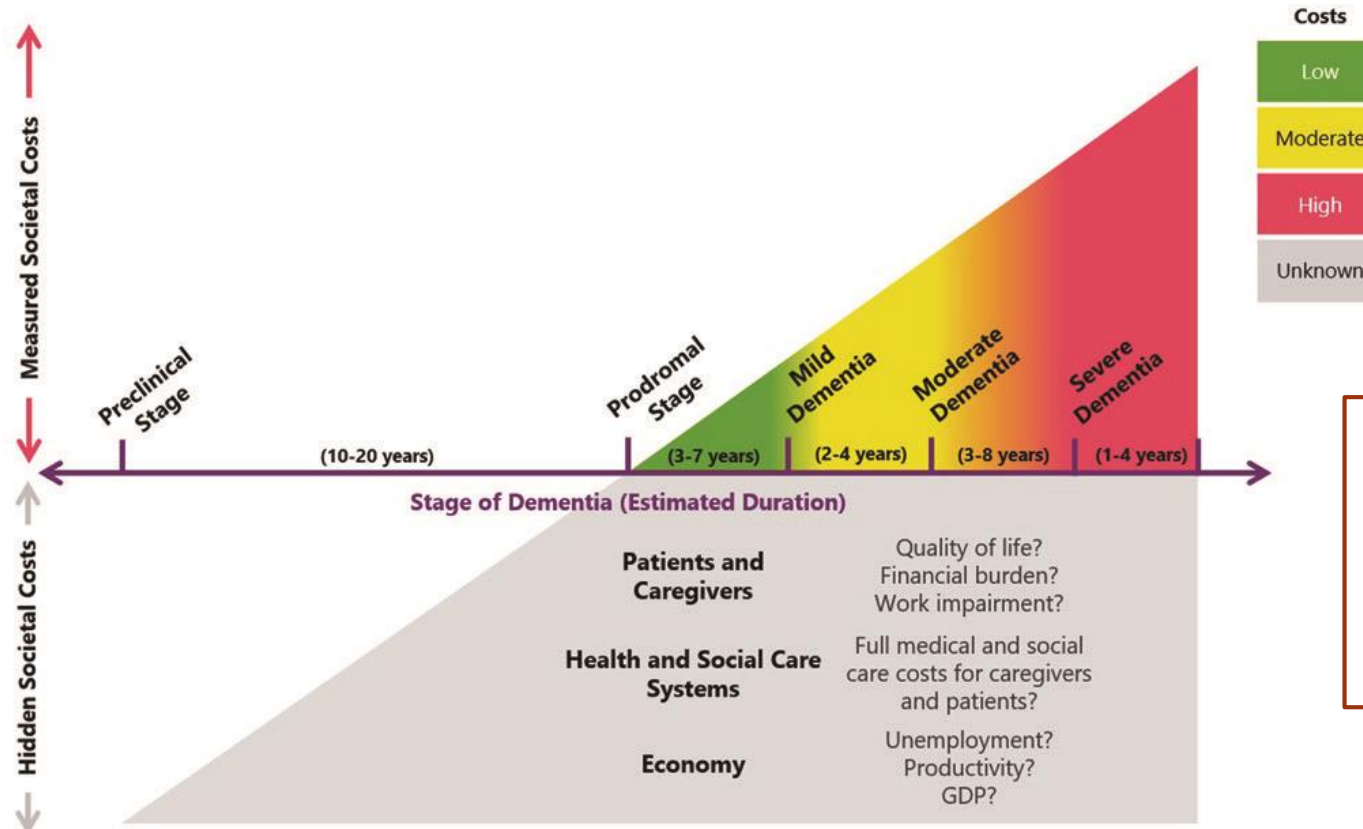 Costs
Low
Moderate
High
Unknown
Measured Societal Costs
Hidden Societal Costs
Preclinical
Stage
Prodromal
Stage
Mild
Dementia
Moderate
Dementia
Severe
Dementia
(10-20 years)
(3-7 years)
(2-4 years)
(3-8 years)
(1-4 years)
Stage of Dementia (Estimated Duration)
Patients and
Caregivers
Quality of life?
Financial burden?
Work impairment?
Health and Social Care
Systems
Full medical and social
care costs for caregivers
and patients?
Economy
Unemployment?
Productivity?
GDP?